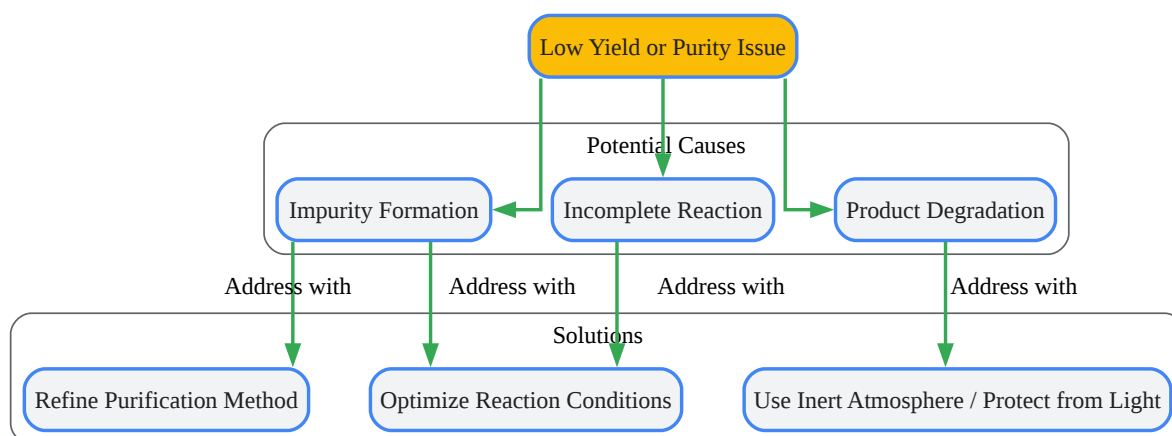 Low Yield or Purity Issue
Potential Causes
Impurity Formation
Incomplete Reaction
Product Degradation
Address with
Address with
Address with
Address with
Solutions
Refine Purification Method
Optimize Reaction Conditions
Use Inert Atmosphere / Protect from Light